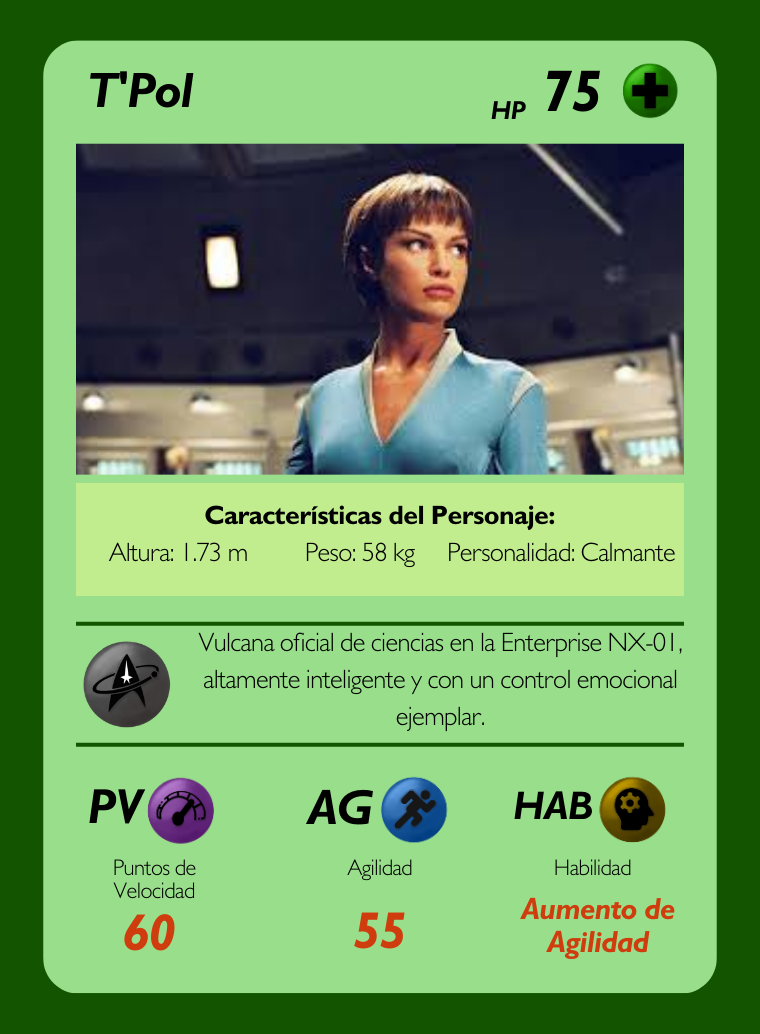 T'Pol
HP 75
Características del Personaje:
Altura: 1.73 m Peso: 58 kg Personalidad: Calmante
Vulcana oficial de ciencias en la Enterprise NX-01,
altamente inteligente y con un control emocional
ejemplar.
PV
Puntos de
Velocidad
60
AG
Agilidad
55
HAB
Habilidad
Aumento de
Agilidad